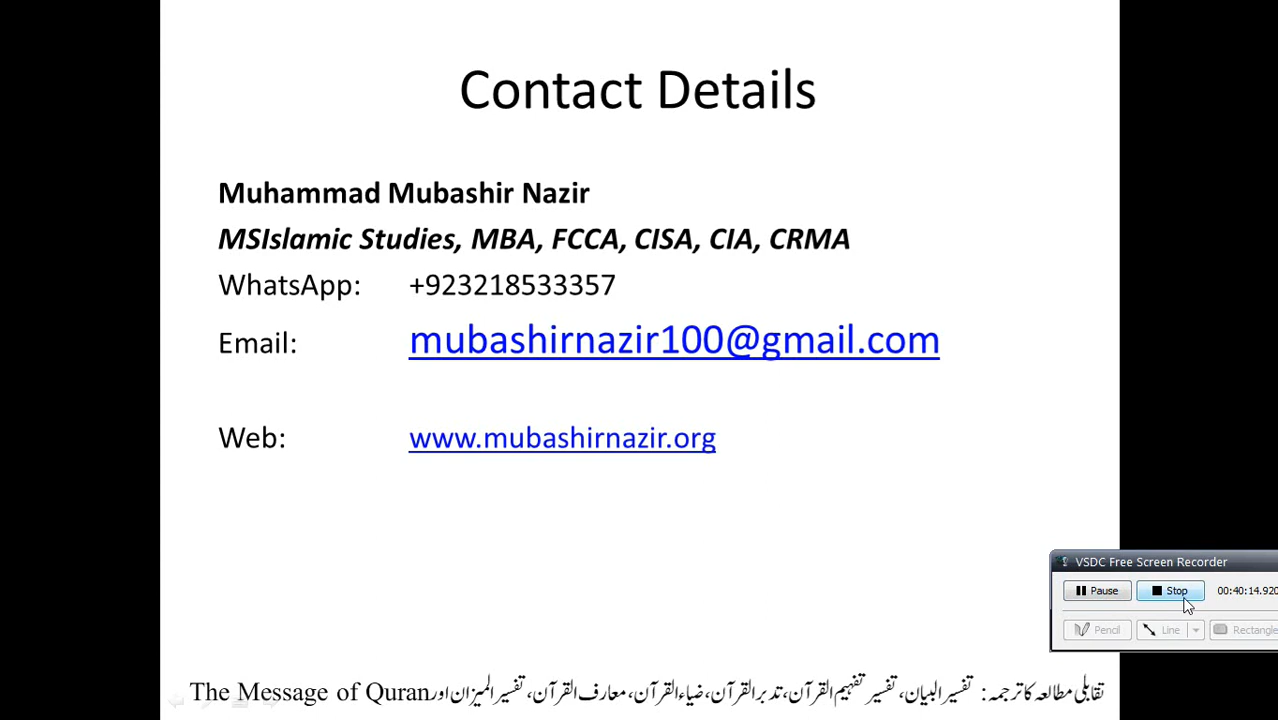 Contact Details
Muhammad Mubashir Nazir
MSIslamic Studies, MBA, FCCA, CISA, CIA, CRMA
WhatsApp: +923218533357
Email: mubashirnazir100@gmail.com
Web: www.mubashirnazir.org
VSDC Free Screen Recorder
Pause Stop 00:40:14.920
Pencil Line Rectangle
تقابلی مطالعہ کا ترجمہ: تفسیر البیان، تفسیر تفہیم القرآن، تدبر القرآن، ضیاء القرآن، معارف القرآن، تفسیر المیزان اور The Message of Quran